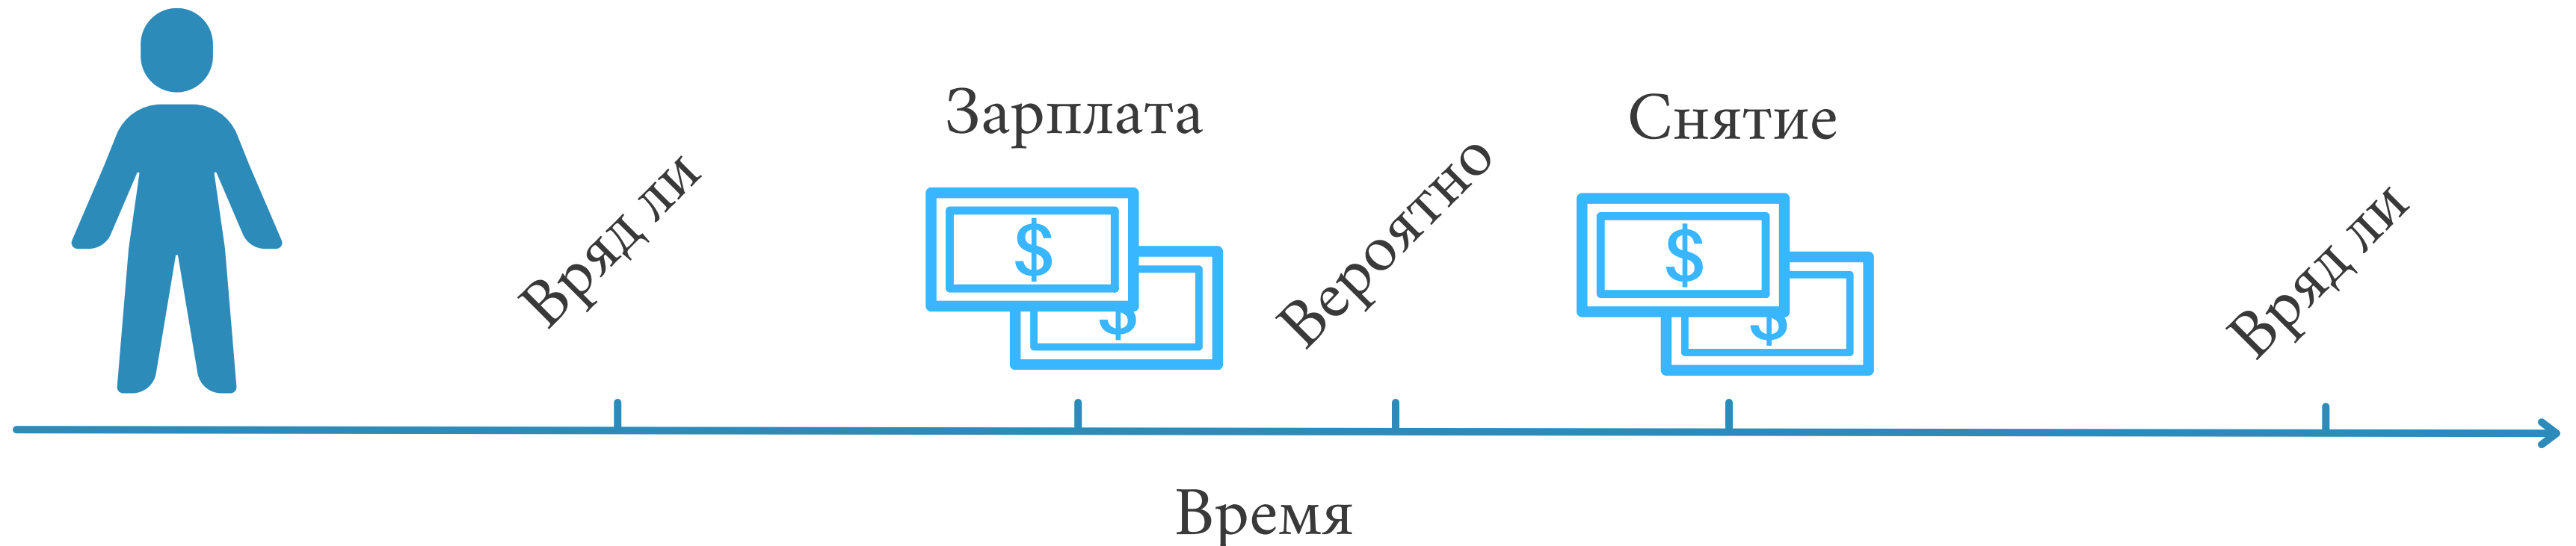 Вряд ли
Зарплата
$
$
Вероятно
Снятие
$
$
Вряд ли
Время